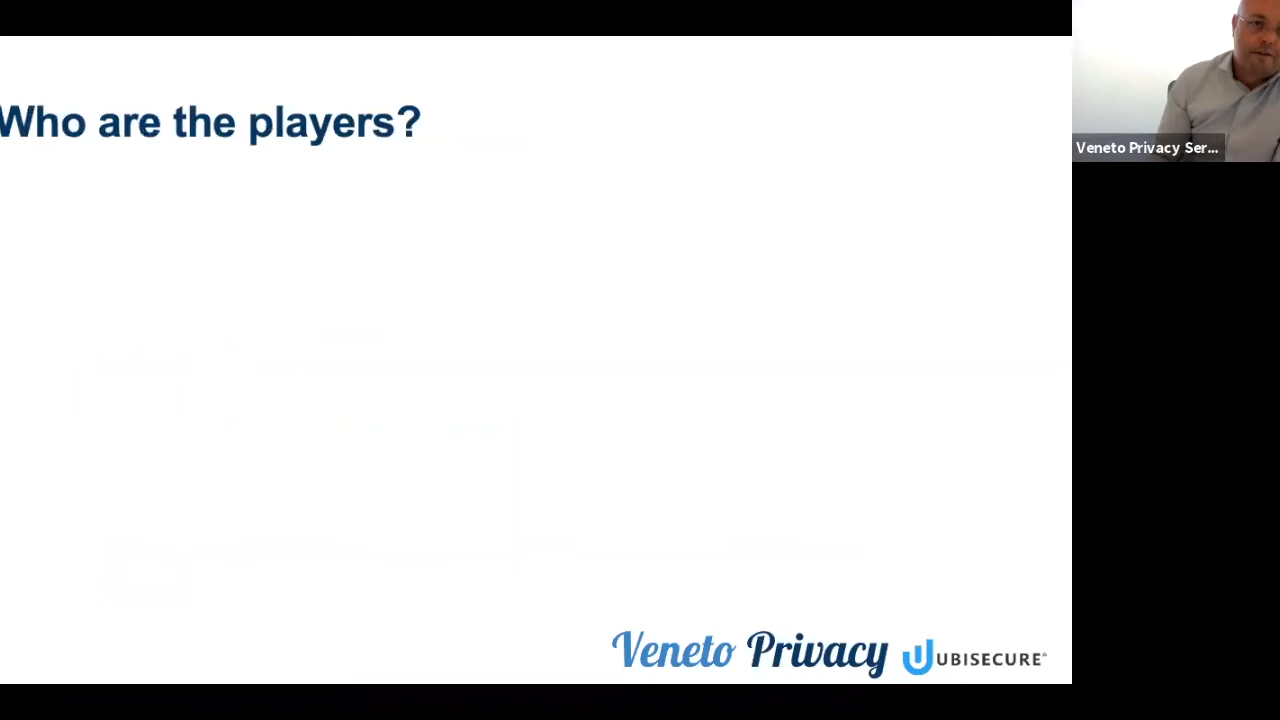 Who are the players?
Veneto Privacy Ser...
Veneto Privacy
UBISECURE®